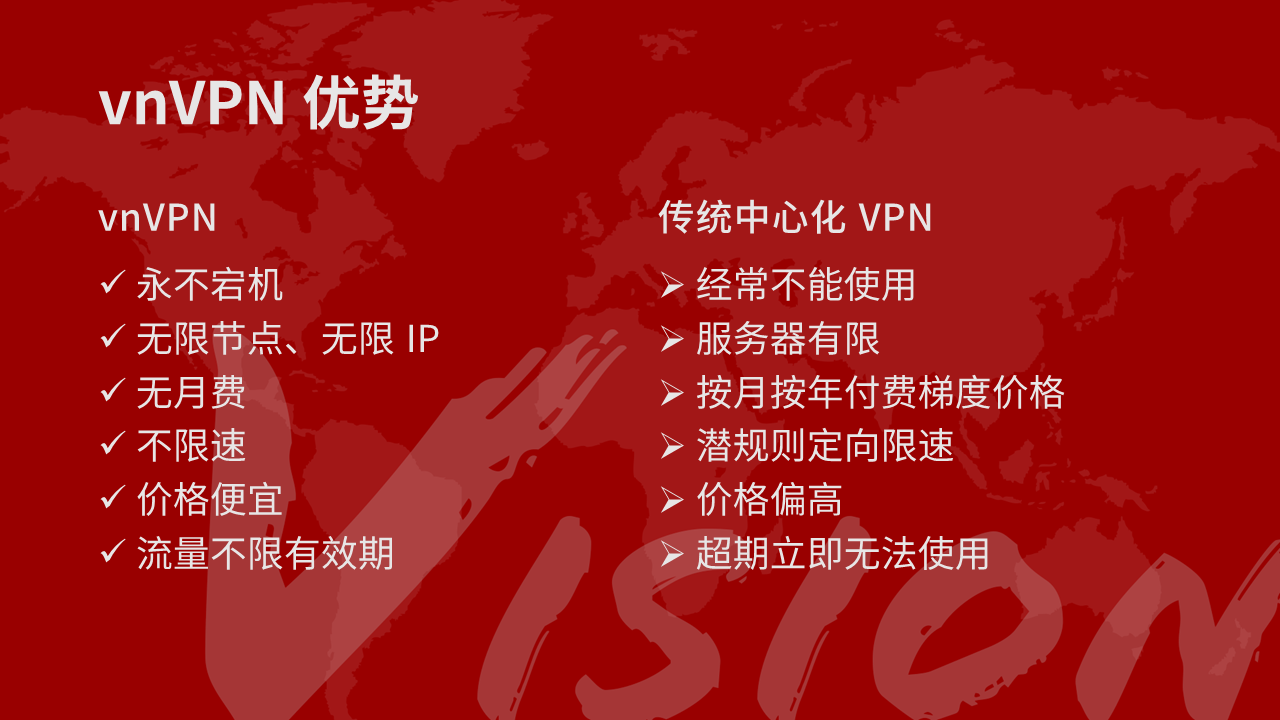 vnVPN 优势
vnVPN
永不宕机
无限节点、无限 IP
无月费
不限速
价格便宜
流量不限有效期
传统中心化 VPN
经常不能使用
服务器有限
按月按年付费梯度价格
潜规则定向限速
价格偏高
超期立即无法使用
VISION